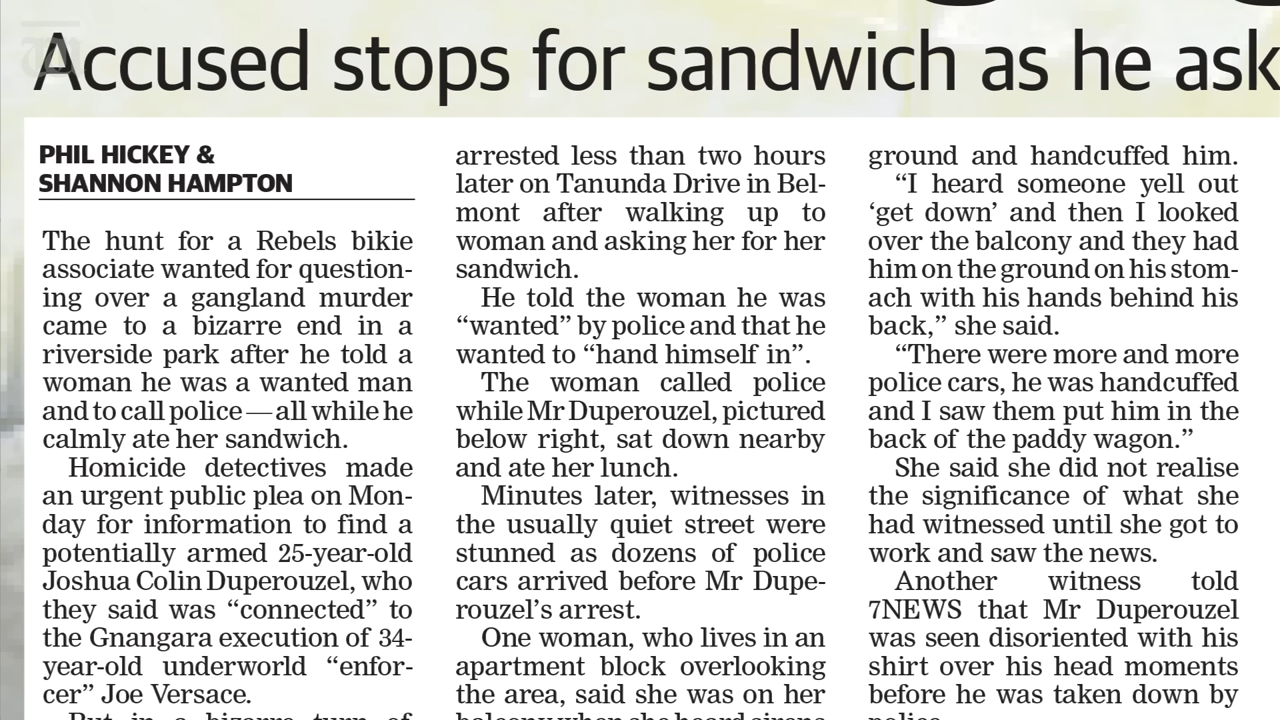 Accused stops for sandwich as he ask
PHIL HICKEY &
SHANNON HAMPTON
The hunt for a Rebels bikie
associate wanted for question-
ing over a gangland murder
came to a bizarre end in a
riverside park after he told a
woman he was a wanted man
and to call police — all while he
calmly ate her sandwich.
Homicide detectives made
an urgent public plea on Mon-
day for information to find a
potentially armed 25-year-old
Joshua Colin Duperouzel, who
they said was “connected” to
the Gnangara execution of 34-
year-old underworld “enfor-
cer” Joe Versace.
But in a bizarre turn of
arrested less than two hours
later on Tanunda Drive in Bel-
mont after walking up to
woman and asking her for her
sandwich.
He told the woman he was
“wanted” by police and that he
wanted to “hand himself in”.
The woman called police
while Mr Duperouzel, pictured
below right, sat down nearby
and ate her lunch.
Minutes later, witnesses in
the usually quiet street were
stunned as dozens of police
cars arrived before Mr Dupe-
rouzel’s arrest.
One woman, who lives in an
apartment block overlooking
the area, said she was on her
balcony when she heard sirens
ground and handcuffed him.
“I heard someone yell out
‘get down’ and then I looked
over the balcony and they had
him on the ground on his stom-
ach with his hands behind his
back,” she said.
“There were more and more
police cars, he was handcuffed
and I saw them put him in the
back of the paddy wagon.”
She said she did not realise
the significance of what she
had witnessed until she got to
work and saw the news.
Another witness told
7NEWS that Mr Duperouzel
was seen disoriented with his
shirt over his head moments
before he was taken down by
police.